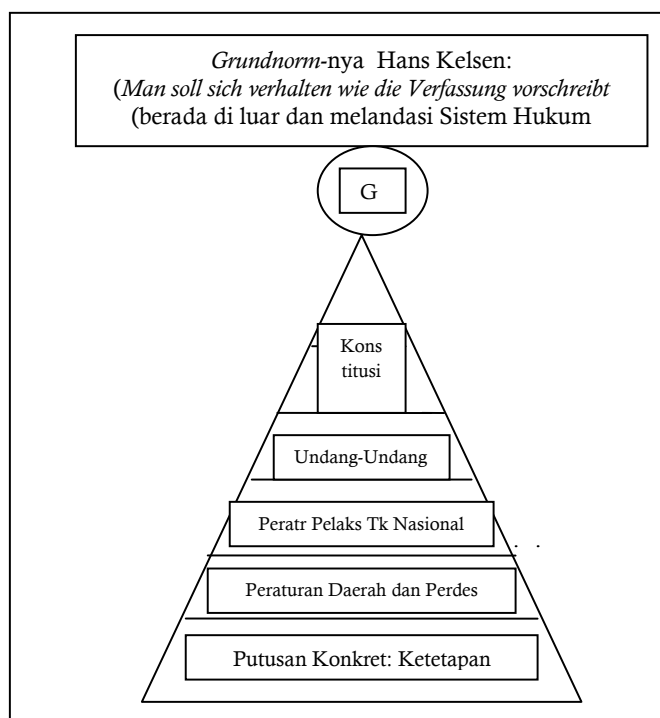 Grundnorm-nya Hans Kelsen:
(Man soll sich verhalten wie die Verfassung vorschreibt
(berada di luar dan melandasi Sistem Hukum
G
Kons
titusi
Undang-Undang
Peratr Pelaks Tk Nasional
Peraturan Daerah dan Perdes
Putusan Konkret: Ketetapan